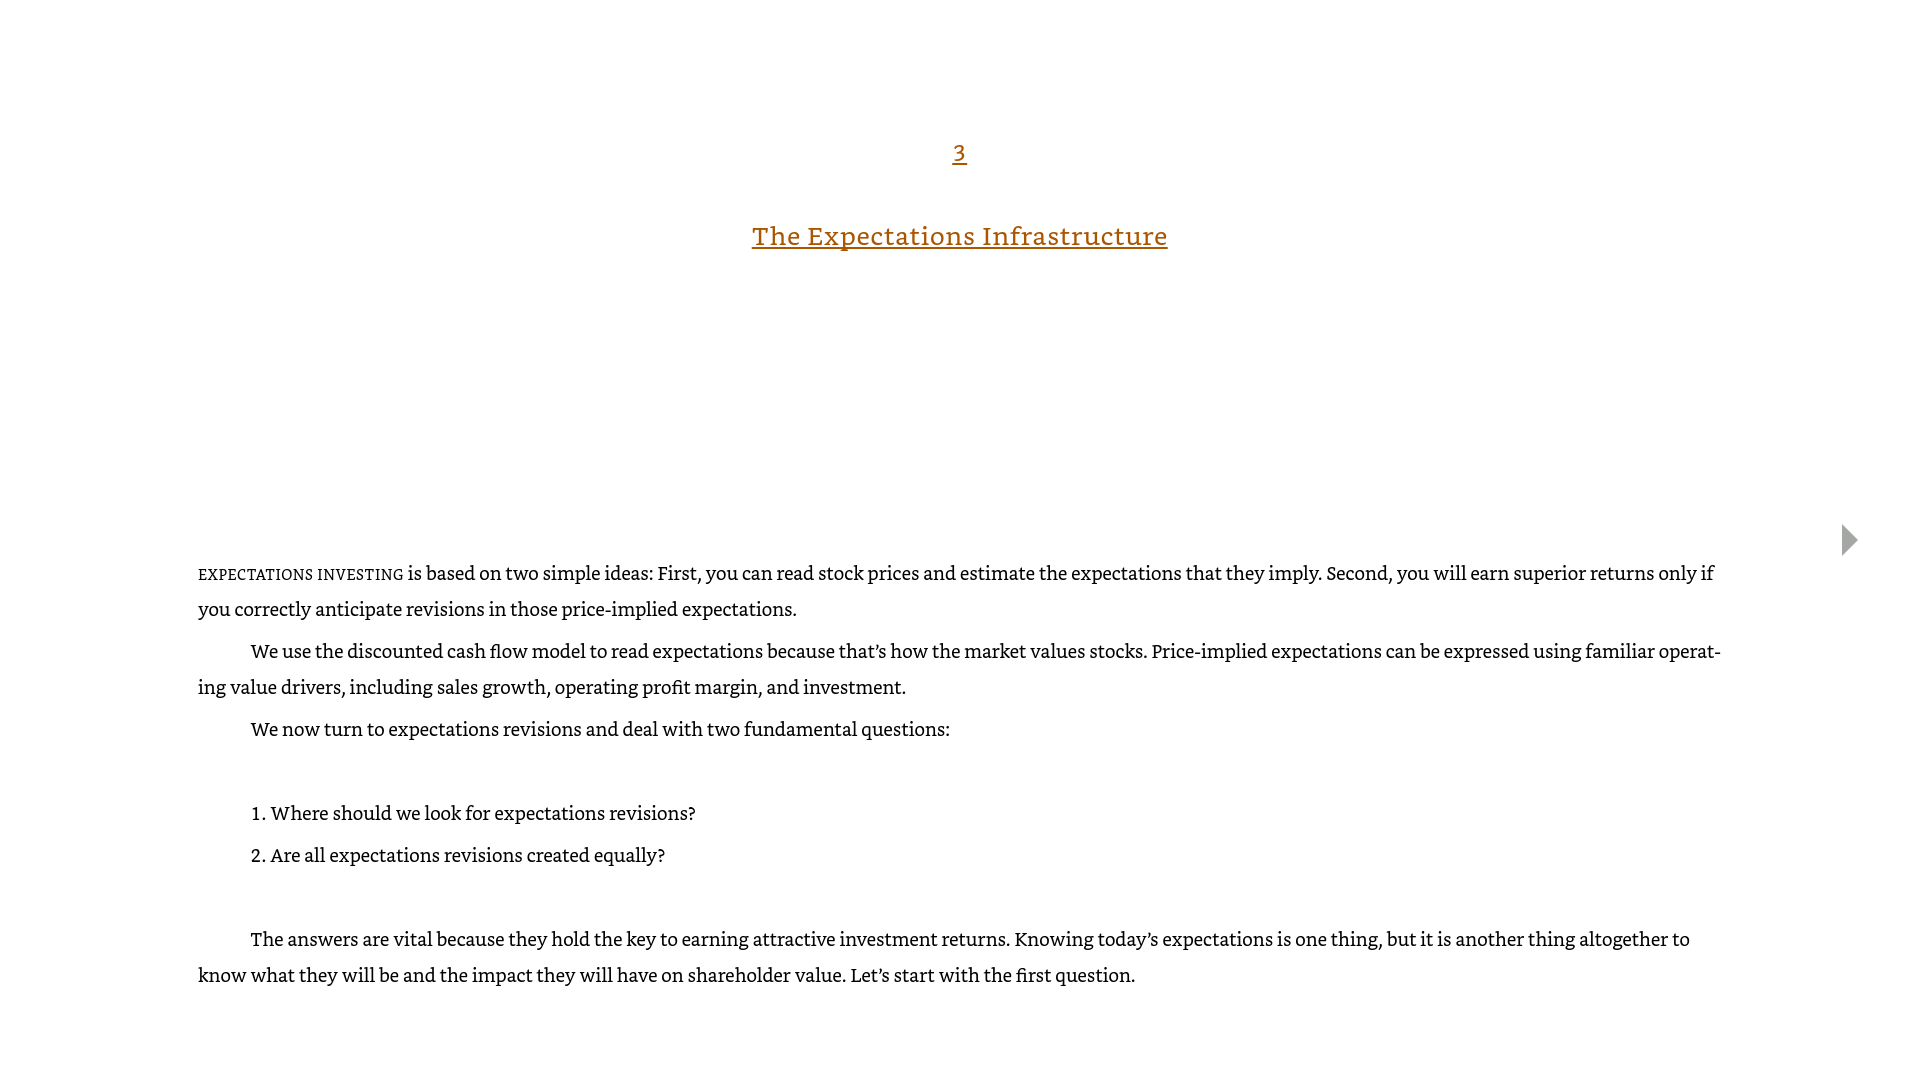 3
The Expectations Infrastructure
EXPECTATIONS INVESTING is based on two simple ideas: First, you can read stock prices and estimate the expectations that they imply. Second, you will earn superior returns only if
you correctly anticipate revisions in those price-implied expectations.
We use the discounted cash flow model to read expectations because that’s how the market values stocks. Price-implied expectations can be expressed using familiar operat-
ing value drivers, including sales growth, operating profit margin, and investment.
We now turn to expectations revisions and deal with two fundamental questions:
1. Where should we look for expectations revisions?
2. Are all expectations revisions created equally?
The answers are vital because they hold the key to earning attractive investment returns. Knowing today’s expectations is one thing, but it is another thing altogether to
know what they will be and the impact they will have on shareholder value. Let’s start with the first question.